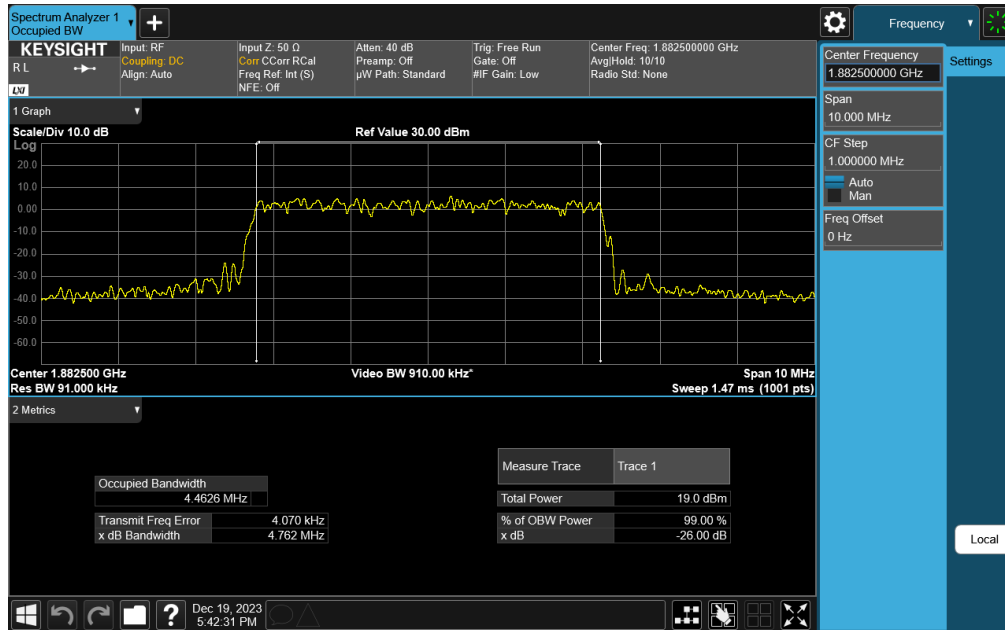 Spectrum Analyzer 1
Occupied BW
Frequency
KEYSIGHT
R L
LXI
Input: RF
Coupling: DC
Align: Auto
Input Z: 50 Ω
Corr CCorr RCal
Freq Ref: Int (S)
NFE: Off
Atten: 40 dB
Preamp: Off
µW Path: Standard
Trig: Free Run
Gate: Off
#IF Gain: Low
Center Freq: 1.882500000 GHz
Avg|Hold: 10/10
Radio Std: None
Center Frequency
1.882500000 GHz
Settings
Span
10.000 MHz
CF Step
1.000000 MHz
Auto
Man
Freq Offset
0 Hz
Local
1 Graph
Scale/Div 10.0 dB
Ref Value 30.00 dBm
Log
20.0
10.0
0.00
-10.0
-20.0
-30.0
-40.0
-50.0
-60.0
Center 1.882500 GHz
Video BW 910.00 kHz*
Span 10 MHz
Res BW 91.000 kHz
Sweep 1.47 ms (1001 pts)
2 Metrics
Measure Trace Trace 1
Occupied Bandwidth
4.4626 MHz
Total Power 19.0 dBm
Transmit Freq Error 4.070 kHz
% of OBW Power 99.00 %
x dB Bandwidth 4.762 MHz
x dB -26.00 dB
Dec 19, 2023
5:42:31 PM